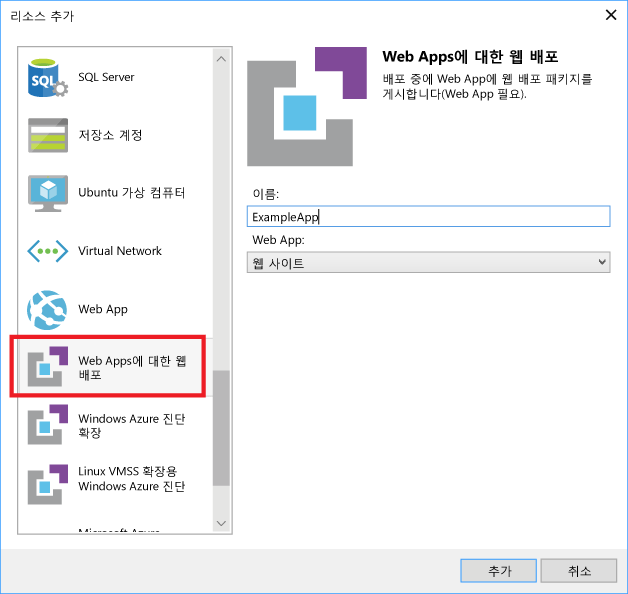 리소스 추가
SQL Server
저장소 계정
Ubuntu 가상 컴퓨터
Virtual Network
Web App
Web Apps에 대한 웹
배포
Windows Azure 진단
확장
Linux VMSS 확장용
Windows Azure 진단
Microsoft Azure
Web Apps에 대한 웹 배포
배포 중에 Web App에 웹 배포 패키지를
게시합니다(Web App 필요).
이름:
ExampleApp
Web App:
웹 사이트
추가
취소